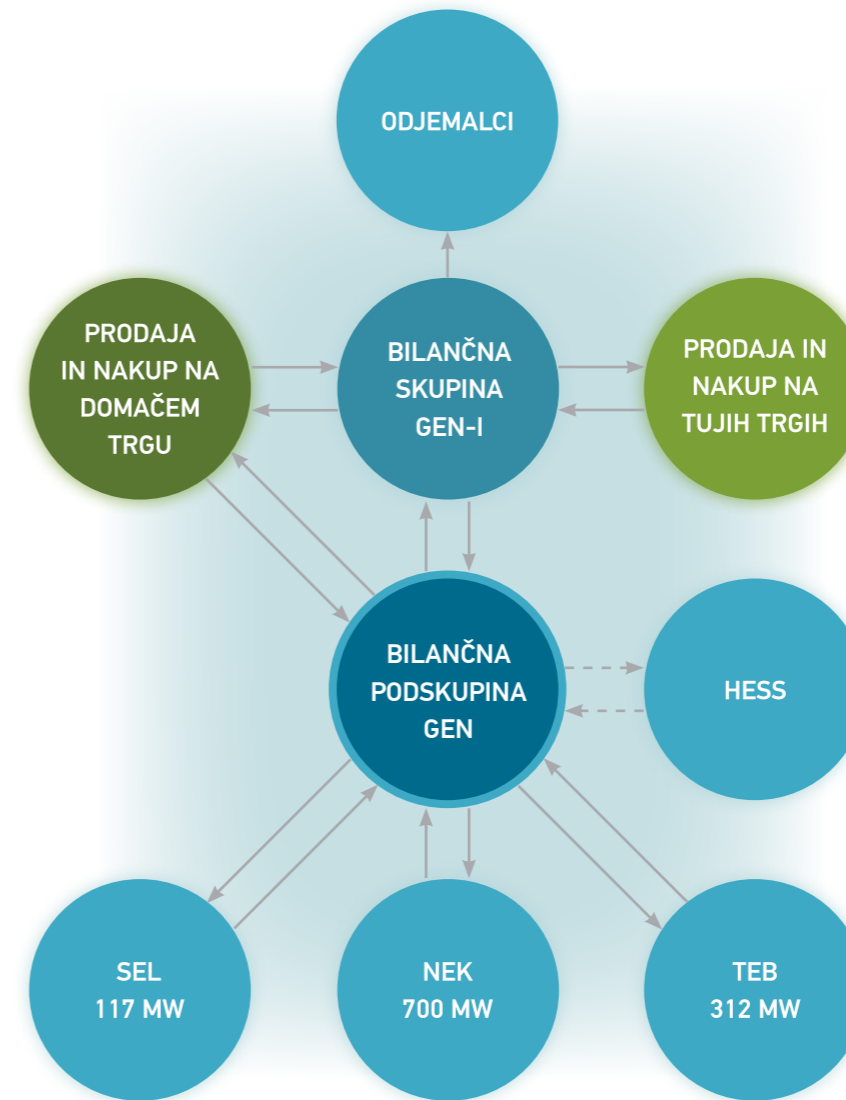 ODJEMALCI
PRODAJA
IN NAKUP NA
DOMAČEM
TRGU
BILANČNA
SKUPINA
GEN-I
PRODAJA IN
NAKUP NA
TUJIH TRGIH
BILANČNA
PODSKUPINA
GEN
HESS
SEL
117 MW
NEK
700 MW
TEB
312 MW